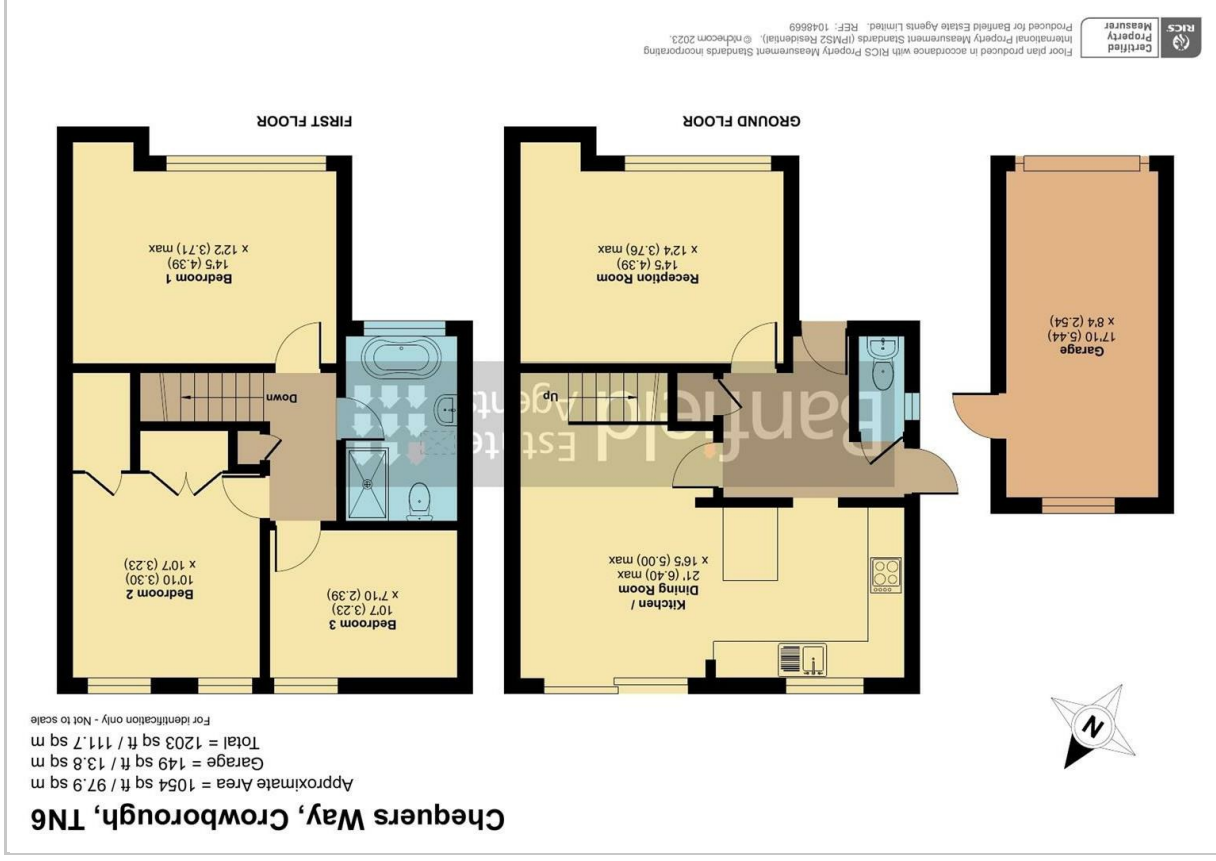 Chequers Way, Crowborough, TN6
Approximate Area = 1054 sq ft / 97.9 sq m
Garage = 149 sq ft / 13.8 sq m
Total = 1203 sq ft / 111.7 sq m
For identification only - Not to scale
N
Kitchen /
Dining Room
21' (6.40) max
x 16'5 (5.00) max
Up
Reception Room
14'5 (4.39)
x 12'4 (3.76) max
Garage
17'10 (5.44)
x 8'4 (2.54)
GROUND FLOOR
Bedroom 3
10'7 (3.23)
x 7'10 (2.39)
Bedroom 2
10'10 (3.30)
x 10'7 (3.23)
Down
Bedroom 1
14'5 (4.39)
x 12'2 (3.71) max
FIRST FLOOR
Banfield
Estate
Agents
RICS
Certified
Property
Measurer
Floor plan produced in accordance with RICS Property Measurement Standards incorporating
International Property Measurement Standards (IPMS2 Residential). ©nichecom 2023.
Produced for Banfield Estate Agents Limited. REF: 1048669